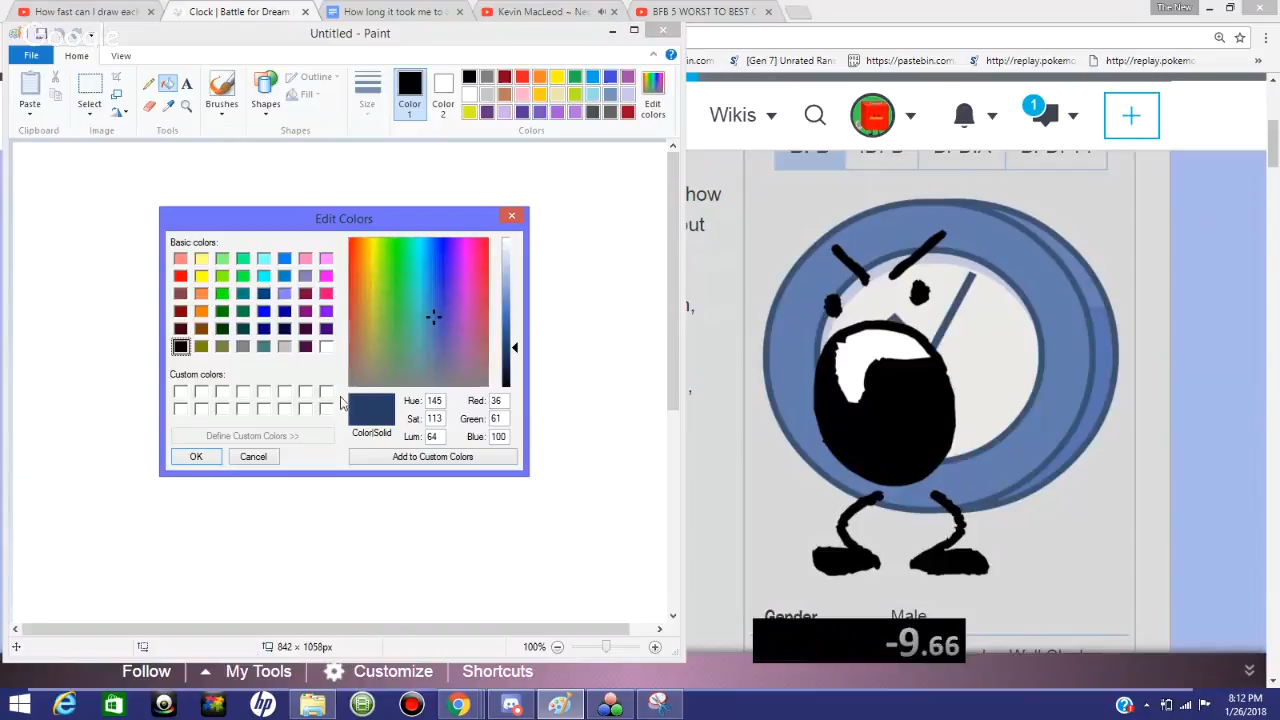 How fast can I draw each
Clock | Battle for Dream
How long it took me to
Kevin MacLeod ~
BFB 5 WORST TO BEST
The New
Untitled - Paint
File
Home
View
[Gen 7] Unrated Ran
https://pastebin.com
http://replay.pokem
http://replay.pokem
»
Paste
Select
Brushes
Shapes
Outline
Fill
Size
Color
1
Color
2
Edit
colors
Clipboard
Image
Tools
Shapes
Colors
Wikis
1
how
Edit Colors
Basic colors:
Custom colors:
Define Custom Colors >>
OK
Cancel
Color|Solid
Hue: 145
Sat: 113
Lum: 64
Red: 36
Green: 61
Blue: 100
Add to Custom Colors
Gender
Male
-9.66
842 × 1058px
100%
Follow
My Tools
Customize
Shortcuts
8:12 PM
1/26/2018